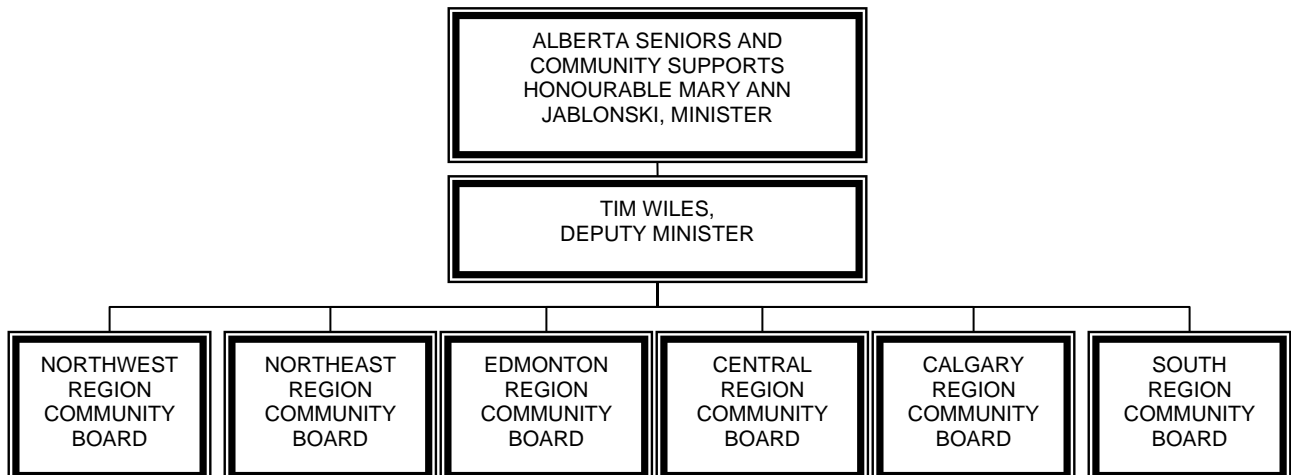 ALBERTA SENIORS AND
COMMUNITY SUPPORTS
HONOURABLE MARY ANN
JABLONSKI, MINISTER
TIM WILES,
DEPUTY MINISTER
NORTHWEST
REGION
COMMUNITY
BOARD
NORTHEAST
REGION
COMMUNITY
BOARD
EDMONTON
REGION
COMMUNITY
BOARD
CENTRAL
REGION
COMMUNITY
BOARD
CALGARY
REGION
COMMUNITY
BOARD
SOUTH
REGION
COMMUNITY
BOARD